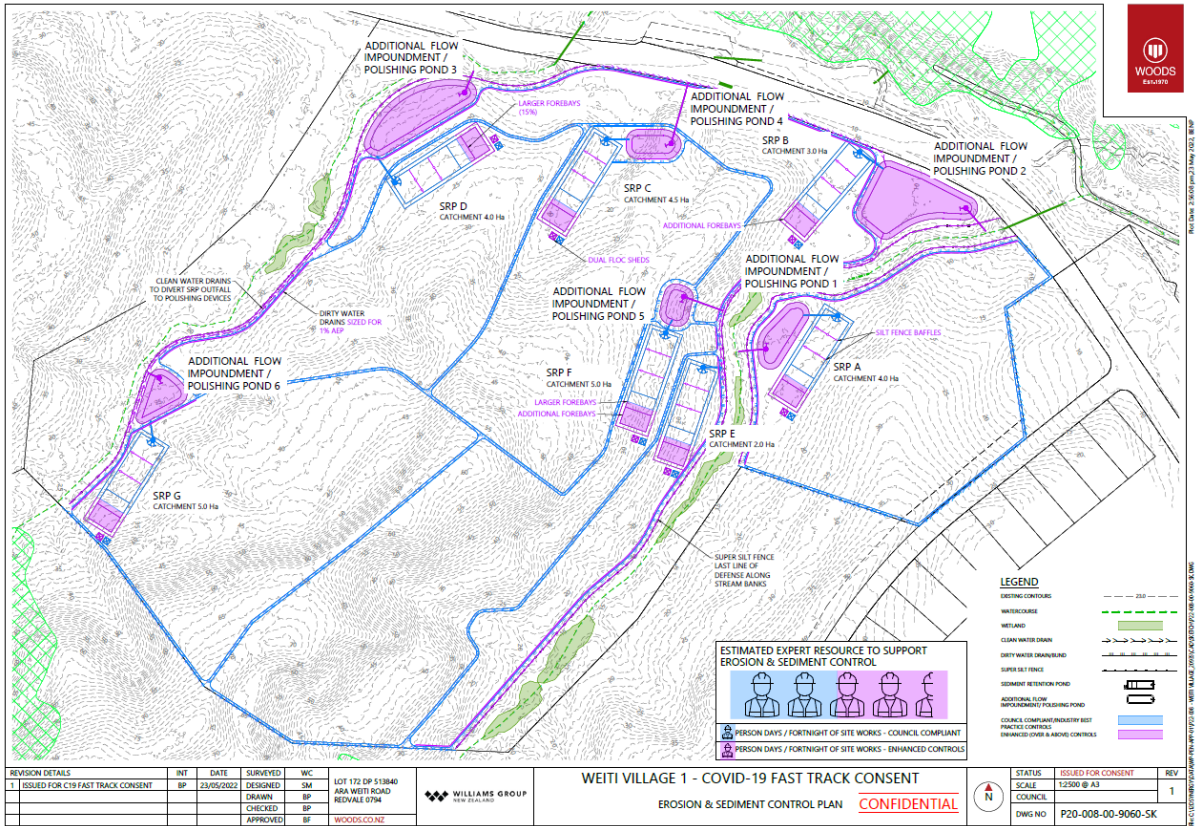 WOODS
Est.1970
ADDITIONAL FLOW
IMPOUNDMENT /
POLISHING POND 3
LARGER FOREBAYS
(15%)
ADDITIONAL FLOW
IMPOUNDMENT /
POLISHING POND 4
SRP B
CATCHMENT 3.0 Ha
ADDITIONAL FLOW
IMPOUNDMENT /
POLISHING POND 2
SRP D
CATCHMENT 4.0 Ha
SRP C
CATCHMENT 4.5 Ha
ADDITIONAL FOREBAYS
DUAL FLOC SHEDS
ADDITIONAL FLOW
IMPOUNDMENT /
POLISHING POND 1
CLEAN WATER DRAINS
TO DIVERT SRP OUTFALL
TO POLISHING DEVICES
DIRTY WATER
DRAINS SIZED FOR
1% AEP
ADDITIONAL FLOW
IMPOUNDMENT /
POLISHING POND 5
SILT FENCE BAFFLES
ADDITIONAL FLOW
IMPOUNDMENT /
POLISHING POND 6
SRP F
CATCHMENT 5.0 Ha
LARGER FOREBAYS
ADDITIONAL FOREBAYS
SRP A
CATCHMENT 4.0 Ha
SRP E
CATCHMENT 2.0 Ha
SRP G
CATCHMENT 5.0 Ha
SUPER SILT FENCE
LAST LINE OF
DEFENSE ALONG
STREAM BANKS
LEGEND
EXISTING CONTOURS
WATERCOURSE
WETLAND
CLEAN WATER DRAIN
DIRTY WATER DRAIN/BUND
SUPER SILT FENCE
SEDIMENT RETENTION POND
ADDITIONAL FLOW
IMPOUNDMENT/ POLISHING POND
COUNCIL COMPLIANT/INDUSTRY BEST
PRACTICE CONTROLS
ENHANCED (OVER & ABOVE) CONTROLS
ESTIMATED EXPERT RESOURCE TO SUPPORT
EROSION & SEDIMENT CONTROL
PERSON DAYS / FORTNIGHT OF SITE WORKS - COUNCIL COMPLIANT
PERSON DAYS / FORTNIGHT OF SITE WORKS - ENHANCED CONTROLS
REVISION DETAILS INT DATE
1 ISSUED FOR C19 FAST TRACK CONSENT BP 23/05/2022
SURVEYED WC
DESIGNED SM
DRAWN BP
CHECKED BP
APPROVED BF
LOT 172 DP 513840
ARA WEITI ROAD
REDVALE 0794
WOODS.CO.NZ
WILLIAMS GROUP
NEW ZEALAND
WEITI VILLAGE 1 - COVID-19 FAST TRACK CONSENT
EROSION & SEDIMENT CONTROL PLAN
CONFIDENTIAL
N
STATUS ISSUED FOR CONSENT REV
SCALE 1:2500 @ A3 1
COUNCIL
DWG NO P20-008-00-9060-SK